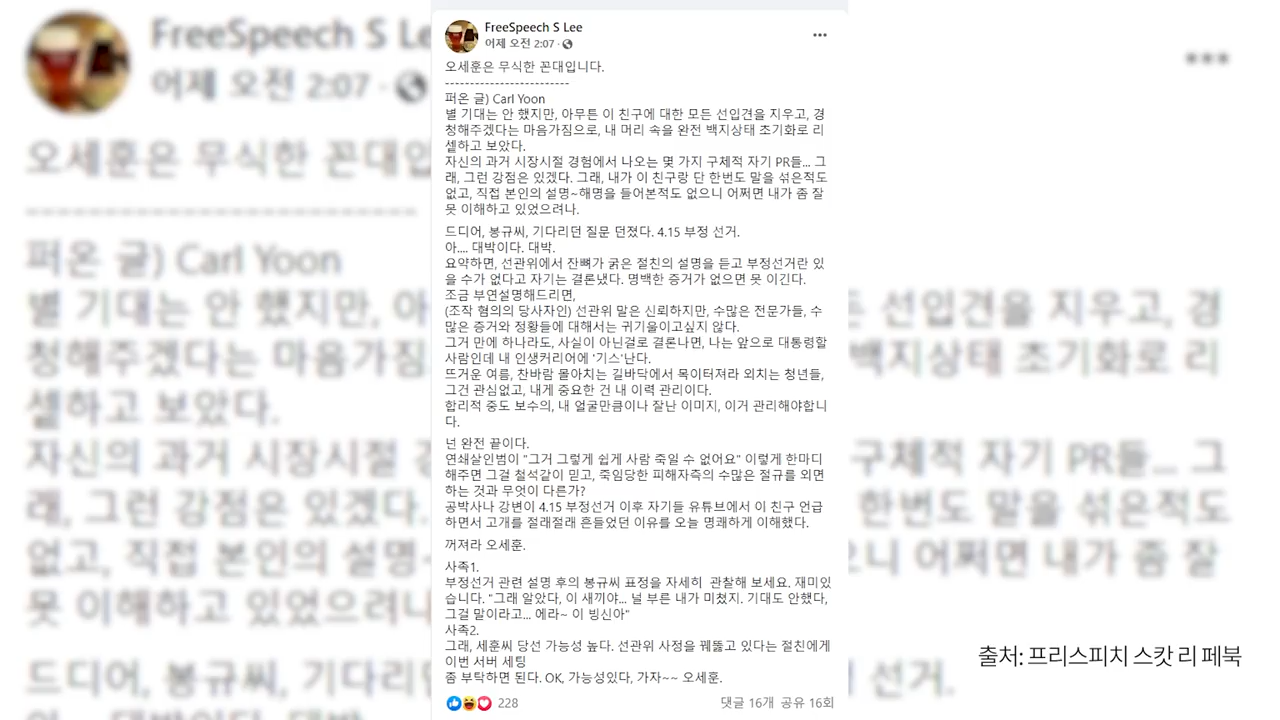 FreeSpeech S Lee
어제 오전 2:07 ·
오세훈은 무식한 꼰대입니다.
-------------------------
퍼온 글) Carl Yoon
별 기대는 안 했지만, 아무튼 이 친구에 대한 모든 선입견을 지우고, 경
청해주겠다는 마음가짐으로, 내 머리 속을 완전 백지상태 초기화로 리
셑하고 보았다.
자신의 과거 시장시절 경험에서 나오는 몇 가지 구체적 자기 PR들... 그
래, 그런 강점은 있겠다. 그래, 내가 이 친구랑 단 한번도 말을 섞은적도
없고, 직접 본인의 설명~해명을 들어본적도 없으니 어쩌면 내가 좀 잘
못 이해하고 있었으려나.
드디어, 봉규씨, 기다리던 질문 던졌다. 4.15 부정 선거.
아.... 대박이다. 대박.
요약하면, 선관위에서 잔뼈가 굵은 절친의 설명을 듣고 부정선거란 있
을 수가 없다고 자기는 결론냈다. 명백한 증거가 없으면 못 이긴다.
조금 부연설명해드리면,
(조작 혐의의 당사자인) 선관위 말은 신뢰하지만, 수많은 전문가들, 수
많은 증거와 정황들에 대해서는 귀기울이고싶지 않다.
그거 만에 하나라도, 사실이 아닌걸로 결론나면, 나는 앞으로 대통령할
사람인데 내 인생커리어에 '기스'난다.
뜨거운 여름, 찬바람 몰아치는 길바닥에서 목이터져라 외치는 청년들,
그건 관심없고, 내게 중요한 건 내 이력 관리이다.
합리적 중도 보수의, 내 얼굴만큼이나 잘난 이미지, 이거 관리해야합니
다.
넌 완전 끝이다.
연쇄살인범이 "그거 그렇게 쉽게 사람 죽일 수 없어요" 이렇게 한마디
해주면 그걸 철석같이 믿고, 죽임당한 피해자측의 수많은 절규를 외면
하는 것과 무엇이 다른가?
공박사나 강변이 4.15 부정선거 이후 자기들 유튜브에서 이 친구 언급
하면서 고개를 절래절래 흔들었던 이유를 오늘 명쾌하게 이해했다.
꺼져라 오세훈.
사족1.
부정선거 관련 설명 후의 봉규씨 표정을 자세히 관찰해 보세요. 재미있
습니다. "그래 알았다, 이 새끼야... 널 부른 내가 미쳤지. 기대도 안했다,
그걸 말이라고... 에라~ 이 빙신아"
사족2.
그래, 세훈씨 당선 가능성 높다. 선관위 사정을 꿰뚫고 있다는 절친에게
이번 서버 세팅
좀 부탁하면 된다. OK, 가능성있다, 가자~~ 오세훈.
228
댓글 16개 공유 16회
출처: 프리스피치 스캇 리 페북